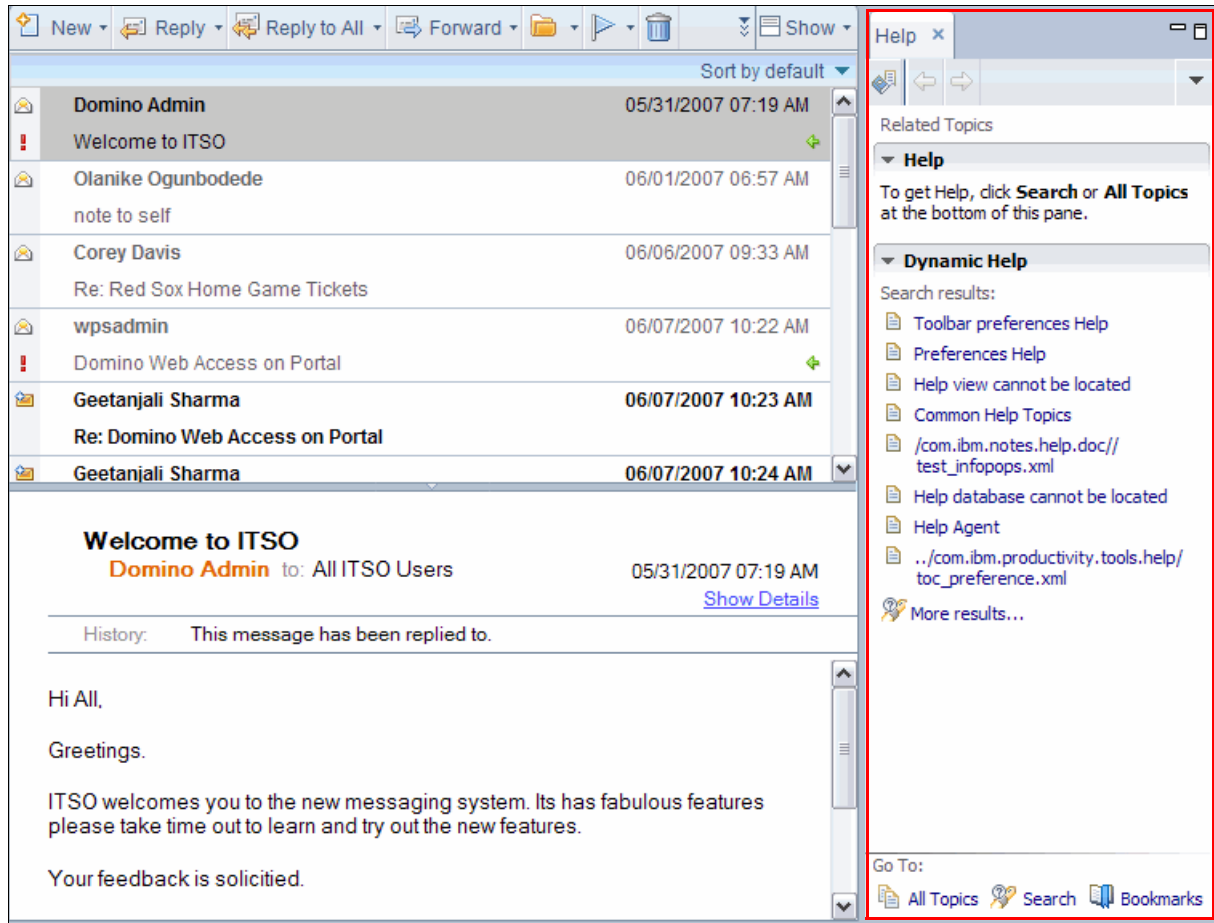 New Reply Reply to All Forward Show
Sort by default
Domino Admin 05/31/2007 07:19 AM
! Welcome to ITSO
Olanike Ogunbodede 06/01/2007 06:57 AM
note to self
Corey Davis 06/06/2007 09:33 AM
Re: Red Sox Home Game Tickets
wpsadmin 06/07/2007 10:22 AM
! Domino Web Access on Portal
Geetanjali Sharma 06/07/2007 10:23 AM
Re: Domino Web Access on Portal
Geetanjali Sharma 06/07/2007 10:24 AM
Welcome to ITSO
Domino Admin to: All ITSO Users 05/31/2007 07:19 AM
Show Details
History: This message has been replied to.
Hi All,
Greetings.
ITSO welcomes you to the new messaging system. Its has fabulous features
please take time out to learn and try out the new features.
Your feedback is solicitied.
Help
Related Topics
Help
To get Help, click Search or All Topics
at the bottom of this pane.
Dynamic Help
Search results:
Toolbar preferences Help
Preferences Help
Help view cannot be located
Common Help Topics
/com.ibm.notes.help.doc//
test_infopops.xml
Help database cannot be located
Help Agent
../com.ibm.productivity.tools.help/
toc_preference.xml
More results...
Go To:
All Topics Search Bookmarks